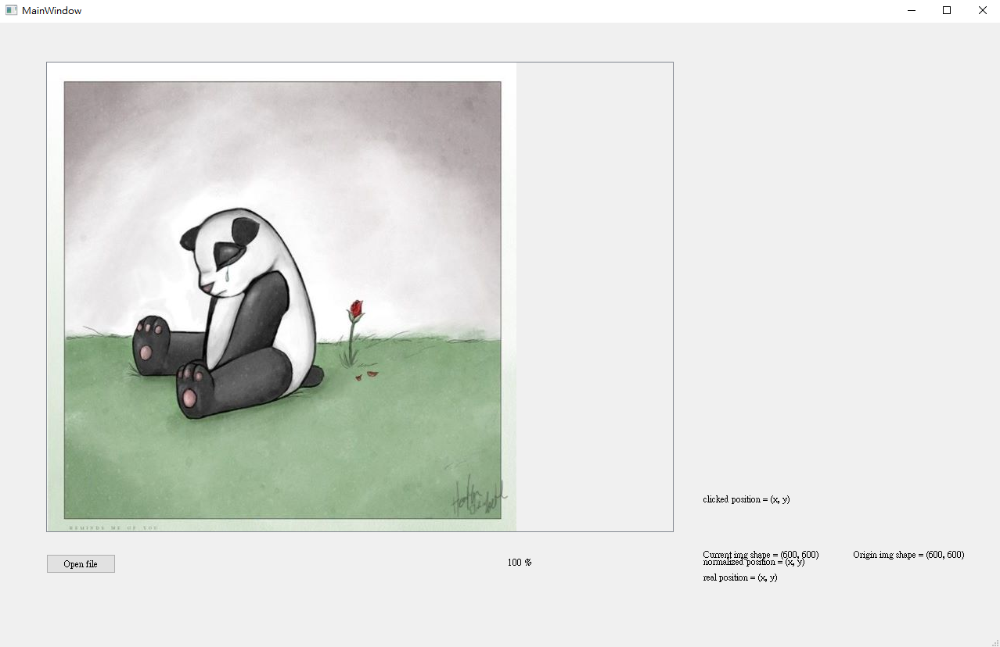 MainWindow
REMINDS ME OF YOU
clicked position = (x, y)
Open file
100 %
Current img shape = (600, 600)
Origin img shape = (600, 600)
normalized position = (x, y)
real position = (x, y)